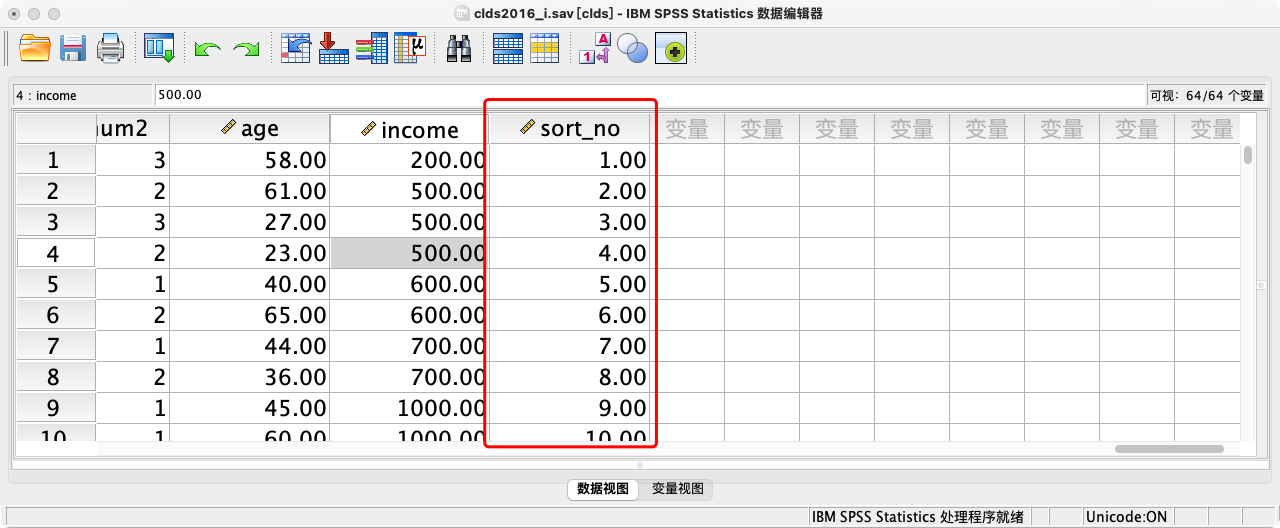 clds2016_i.sav [clds] - IBM SPSS Statistics 数据编辑器
A
1
μ
4 : income 500.00 可视: 64/64 个变量
num2 age income sort_no 变量 变量 变量 变量 变量 变量 变量 变量
1 3 58.00 200.00 1.00
2 2 61.00 500.00 2.00
3 3 27.00 500.00 3.00
4 2 23.00 500.00 4.00
5 1 40.00 600.00 5.00
6 2 65.00 600.00 6.00
7 1 44.00 700.00 7.00
8 2 36.00 700.00 8.00
9 1 45.00 1000.00 9.00
10 1 60.00 1000.00 10.00
数据视图 变量视图
IBM SPSS Statistics 处理程序就绪 Unicode:ON